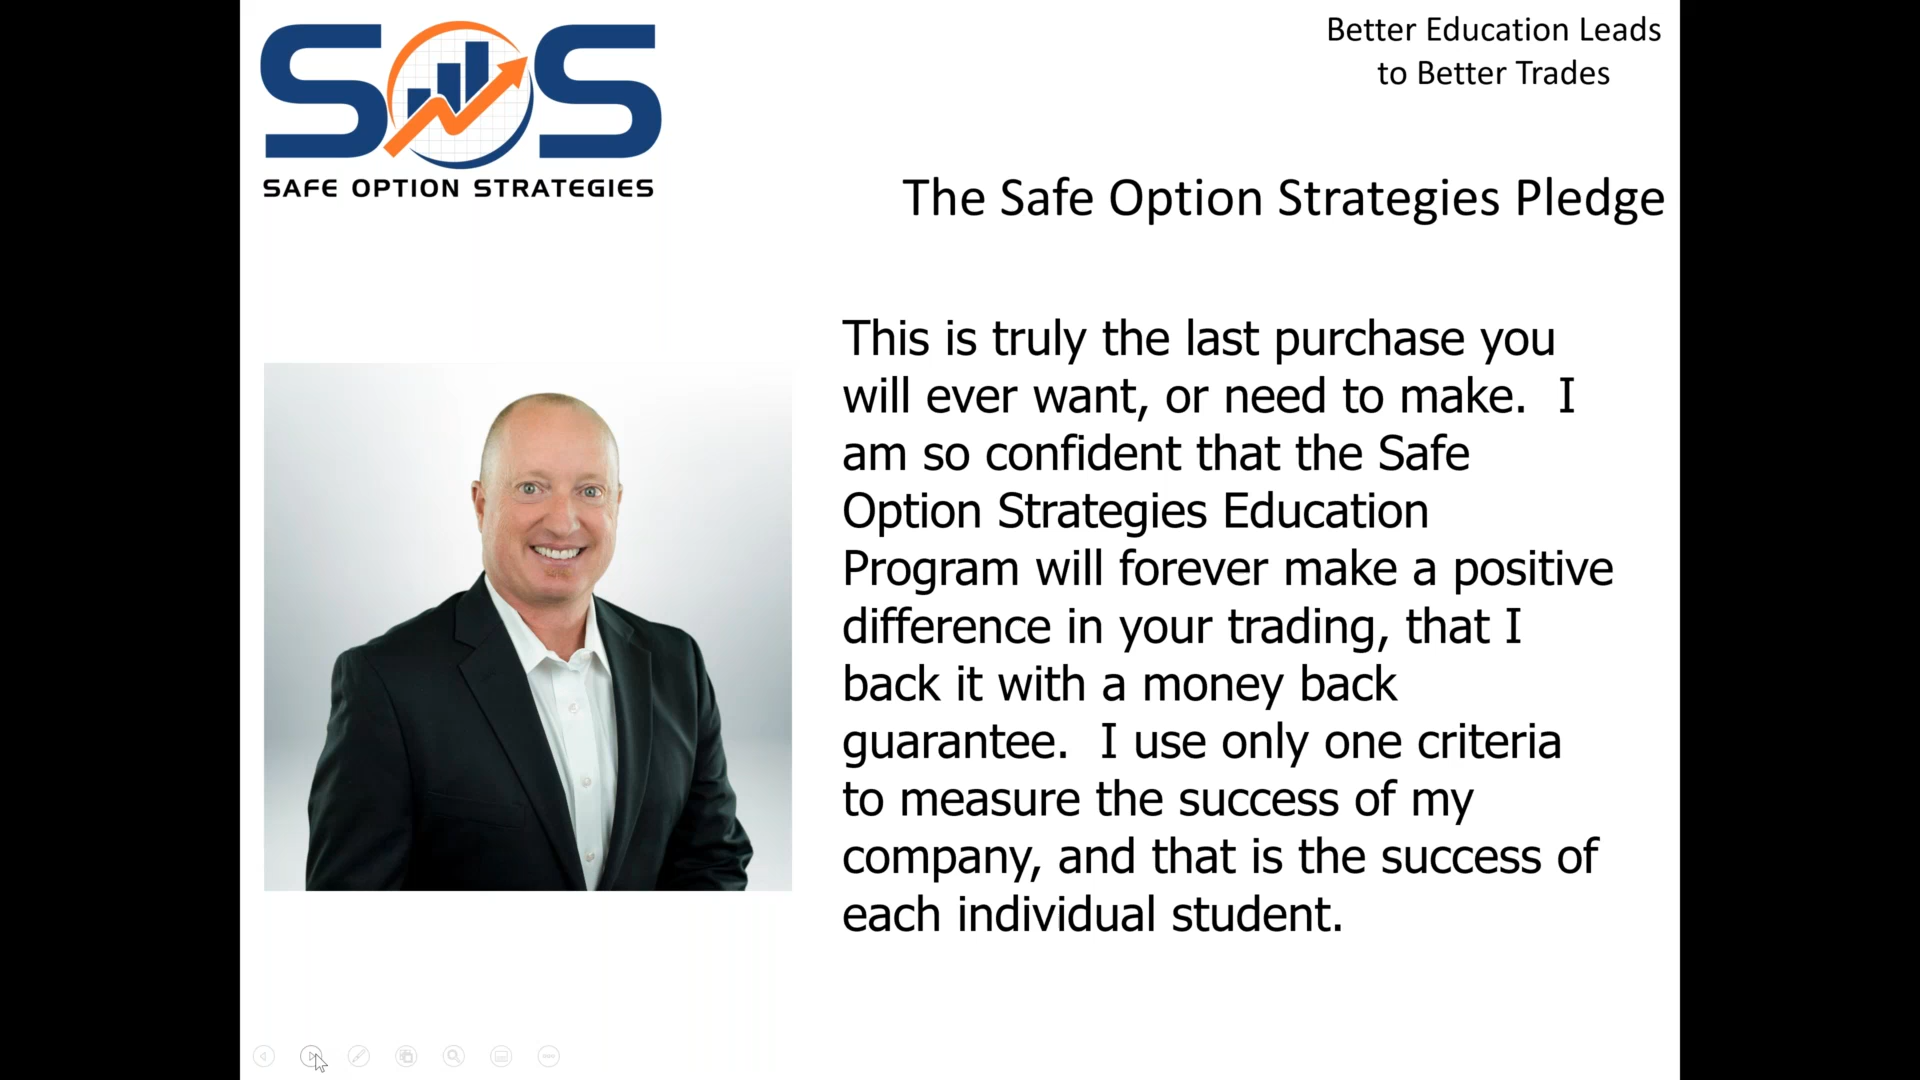 SOS
SAFE OPTION STRATEGIES
Better Education Leads
to Better Trades
The Safe Option Strategies Pledge
This is truly the last purchase you
will ever want, or need to make.  I
am so confident that the Safe
Option Strategies Education
Program will forever make a positive
difference in your trading, that I
back it with a money back
guarantee.  I use only one criteria
to measure the success of my
company, and that is the success of
each individual student.